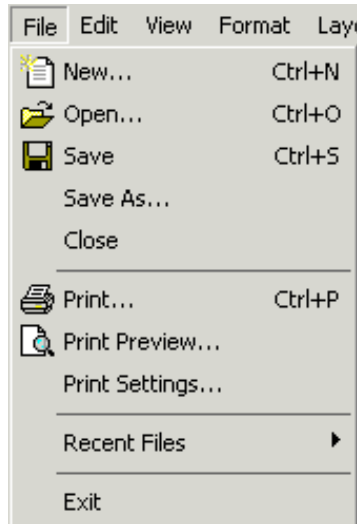 File Edit View Format
New... Ctrl+N
Open... Ctrl+O
Save Ctrl+S
Save As...
Close
Print... Ctrl+P
Print Preview...
Print Settings...
Recent Files
Exit